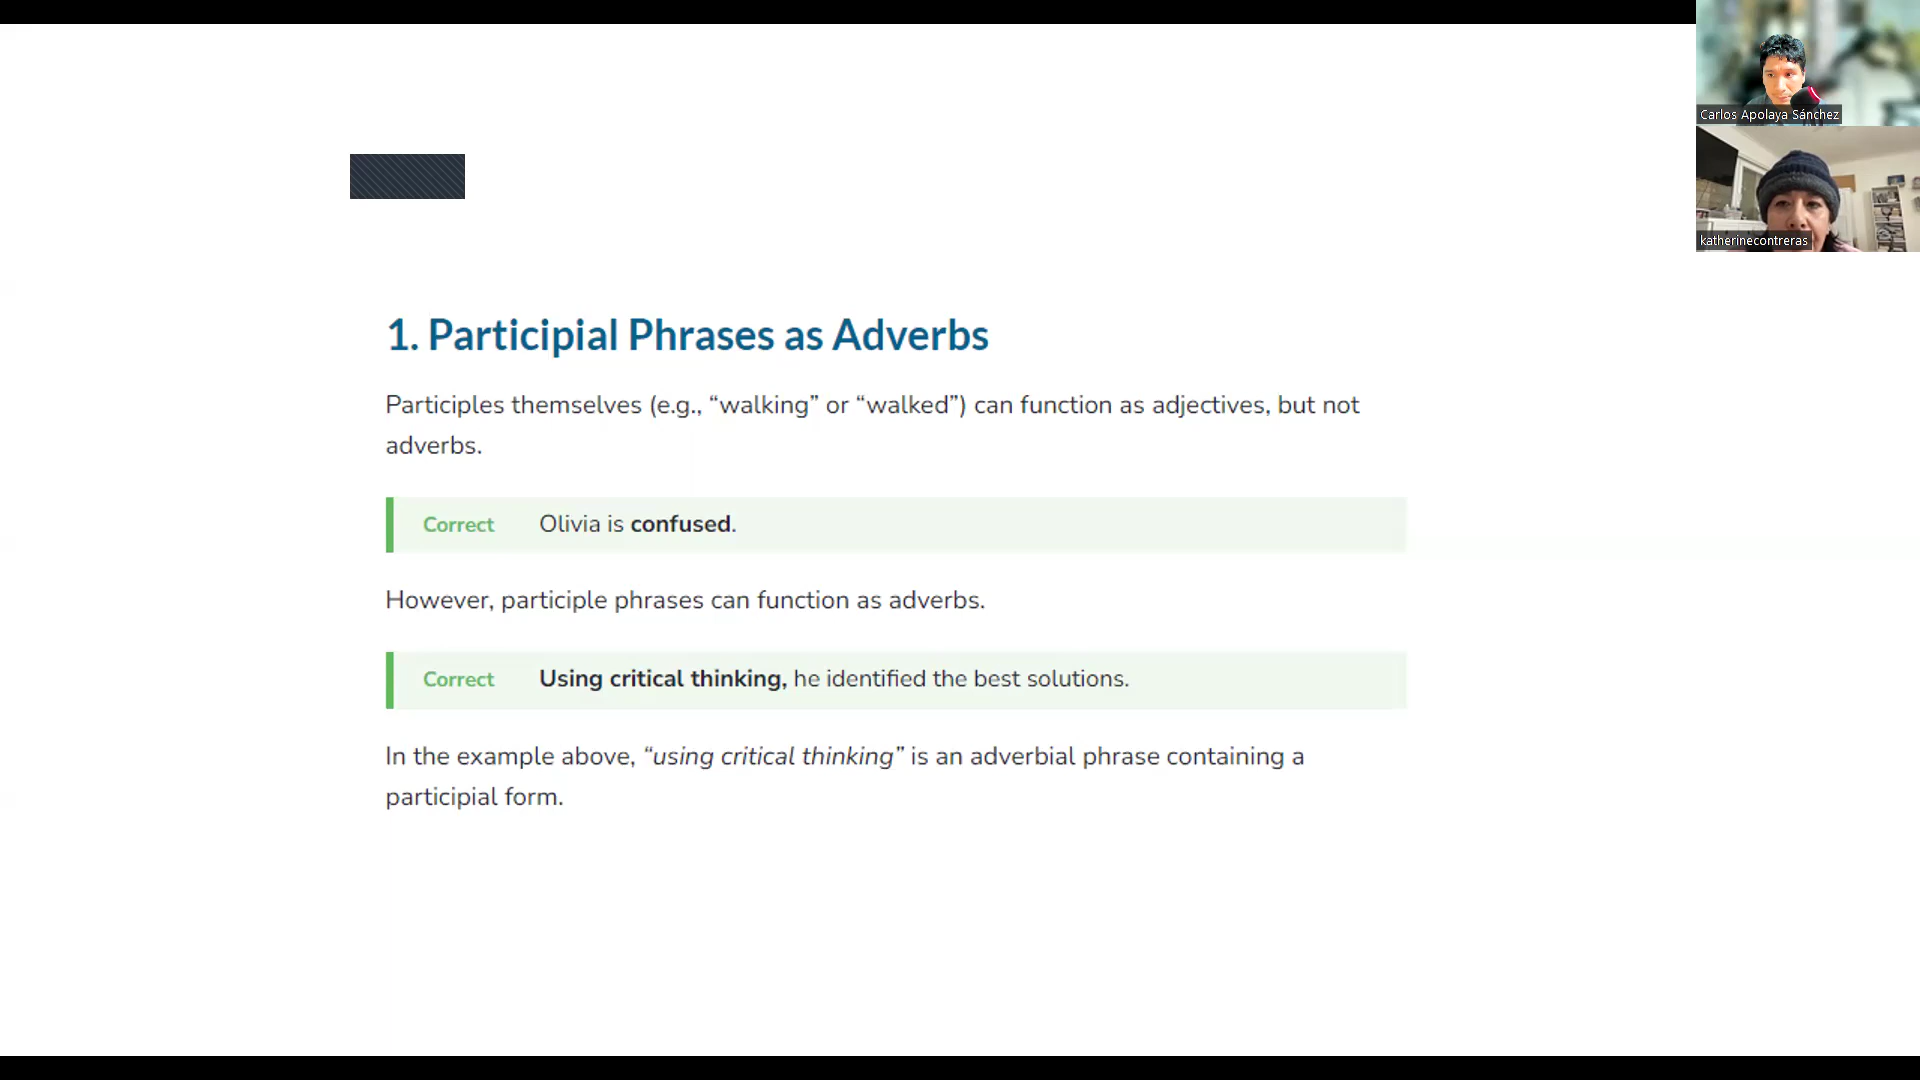 Carlos Apolaya Sánchez
katherinecontreras
1. Participial Phrases as Adverbs
Participles themselves (e.g., “walking” or “walked”) can function as adjectives, but not
adverbs.
Correct Olivia is confused.
However, participle phrases can function as adverbs.
Correct Using critical thinking, he identified the best solutions.
In the example above, “using critical thinking” is an adverbial phrase containing a
participial form.